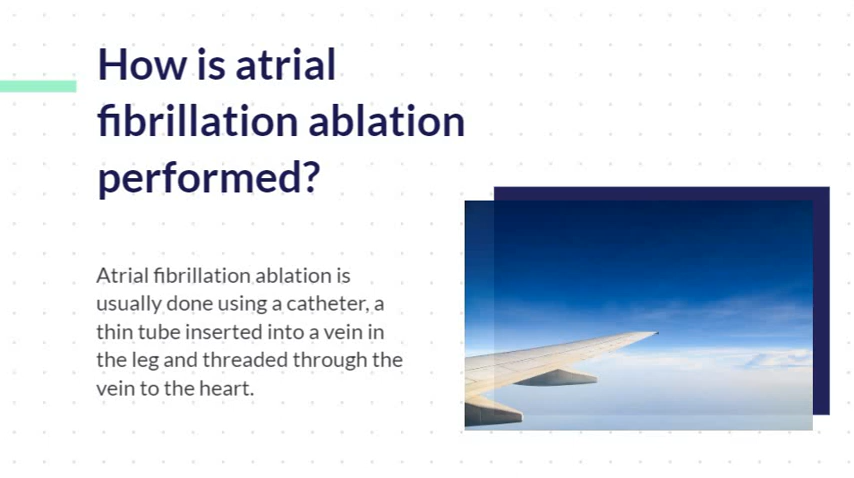 How is atrial
fibrillation ablation
performed?
Atrial fibrillation ablation is
usually done using a catheter, a
thin tube inserted into a vein in
the leg and threaded through the
vein to the heart.